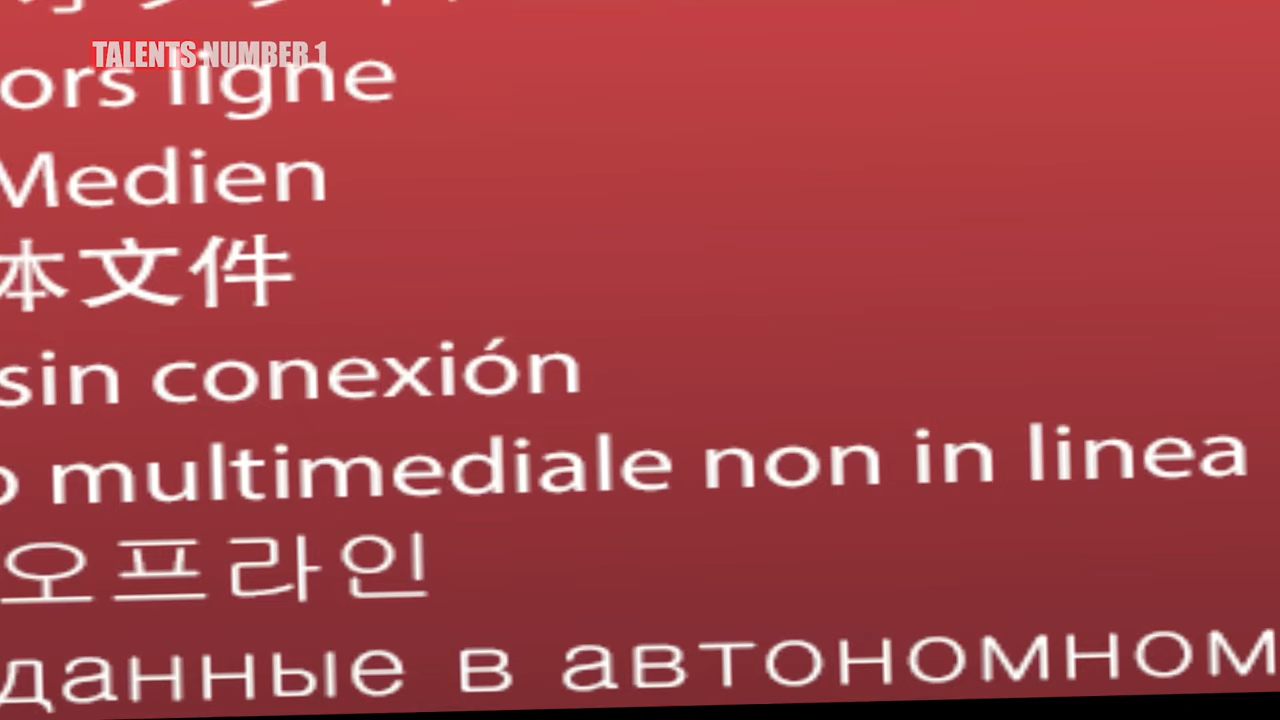 TALENTS NUMBER 1
ors ligne
Medien
本文件
sin conexión
o multimediale non in linea
오프라인
данные в автономном